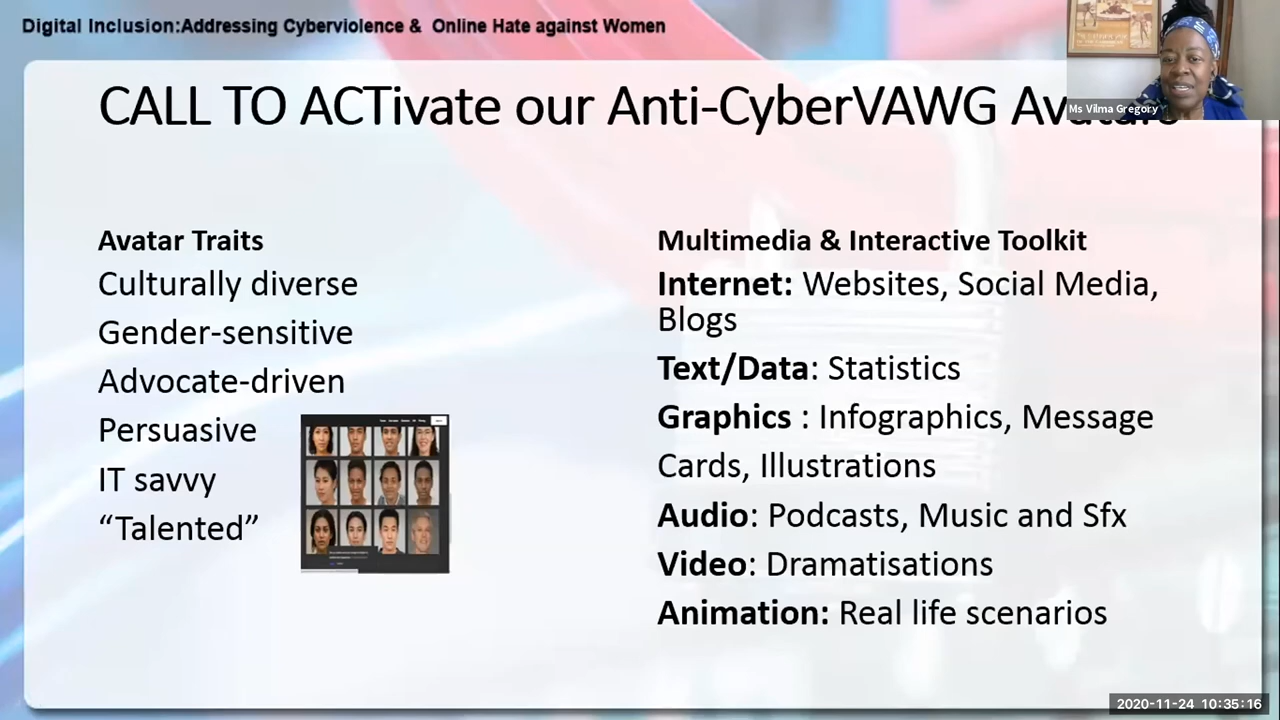 Digital Inclusion:Addressing Cyberviolence & Online Hate against Women
CALL TO ACTivate our Anti-CyberVAWG
Ms Vilma Gregory
Avatar Traits
Culturally diverse
Gender-sensitive
Advocate-driven
Persuasive
IT savvy
“Talented”
Multimedia & Interactive Toolkit
Internet: Websites, Social Media,
Blogs
Text/Data: Statistics
Graphics : Infographics, Message
Cards, Illustrations
Audio: Podcasts, Music and Sfx
Video: Dramatisations
Animation: Real life scenarios
2020-11-24 10:35:16